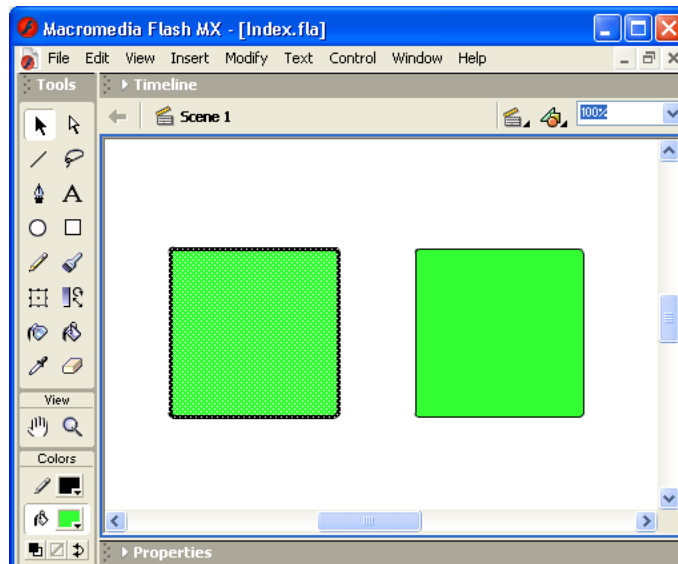 Macromedia Flash MX - [Index.fla]
File Edit View Insert Modify Text Control Window Help
Tools
Timeline
Scene 1
100%
A
View
Colors
Properties